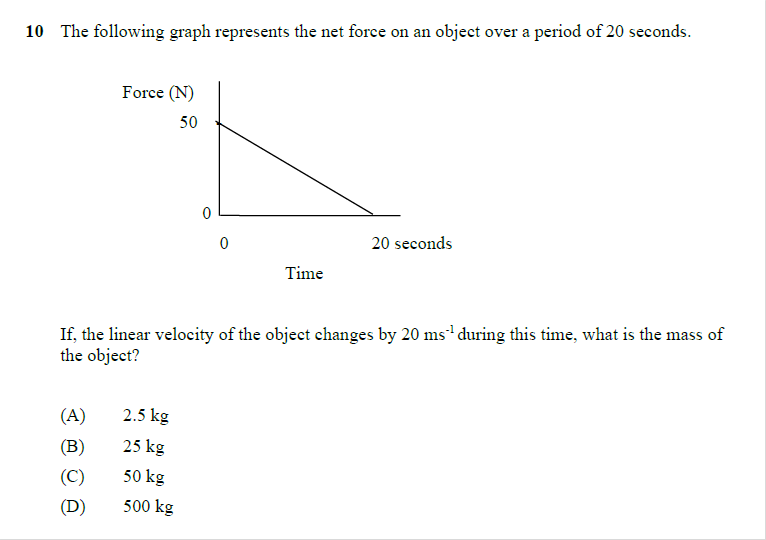 10 The following graph represents the net force on an object over a period of 20 seconds.
Force (N)
50
0
0 20 seconds
Time
If, the linear velocity of the object changes by 20 ms⁻¹ during this time, what is the mass of
the object?
(A) 2.5 kg
(B) 25 kg
(C) 50 kg
(D) 500 kg